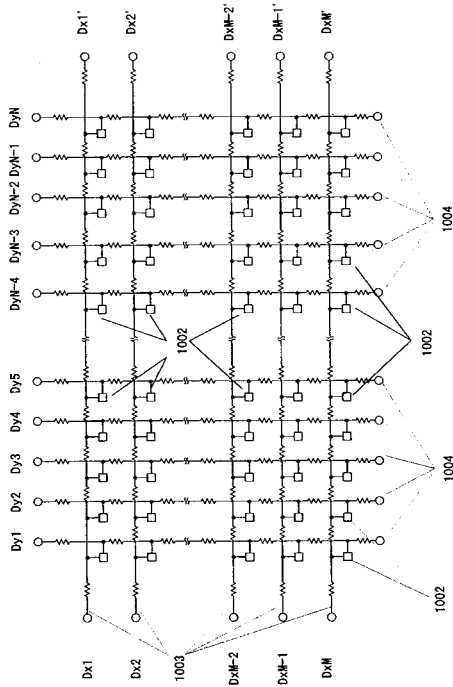 Dx1'
Dx2'
DxM-2'
DxM-1'
DxM'
DyN
DyN-1
DyN-2
DyN-3
DyN-4
1004
1002
1002
Dy5
Dy4
Dy3
Dy2
Dy1
1004
1002
Dx1
Dx2
1003
DxM-2
DxM-1
DxM